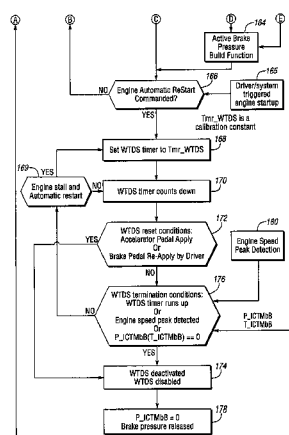 A B C D E
164
Active Brake
Pressure
Build Function
166
Engine Automatic ReStart
Commanded?
NO
YES
165
Driver/system
triggered
engine startup
Tmr_WTDS is a
calibration constant
Set WTDS timer to Tmr_WTDS
168
169
Engine stall and
Automatic restart
YES
NO
170
WTDS timer counts down
172
WTDS reset conditions:
Accelerator Pedal Apply
Or
Brake Pedal Re-Apply by Driver
YES
NO
180
Engine Speed
Peak Detection
176
WTDS termination conditions:
WTDS timer runs up
Or
Engine speed peak detected
Or
P_ICTMbB(T_ICTMbB) == 0
NO
YES
P_ICTMbB
T_ICTMbB
174
WTDS deactivated
WTDS disabled
178
P_ICTMbB = 0
Brake pressure released